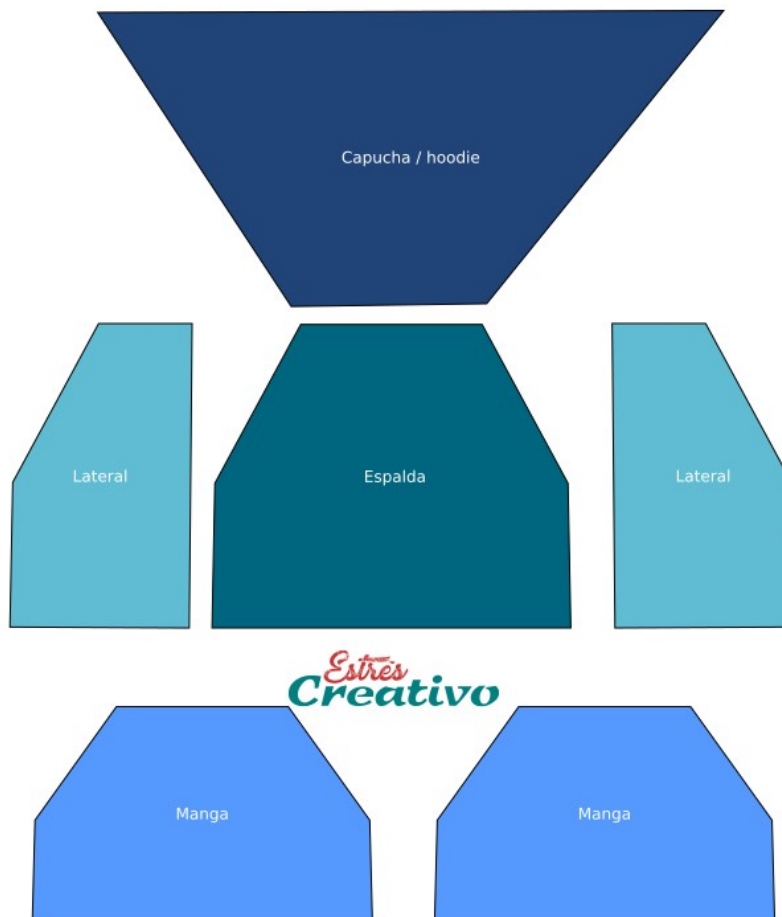 Capucha / hoodie
Lateral
Espalda
Lateral
Estrés
Creativo
Manga
Manga